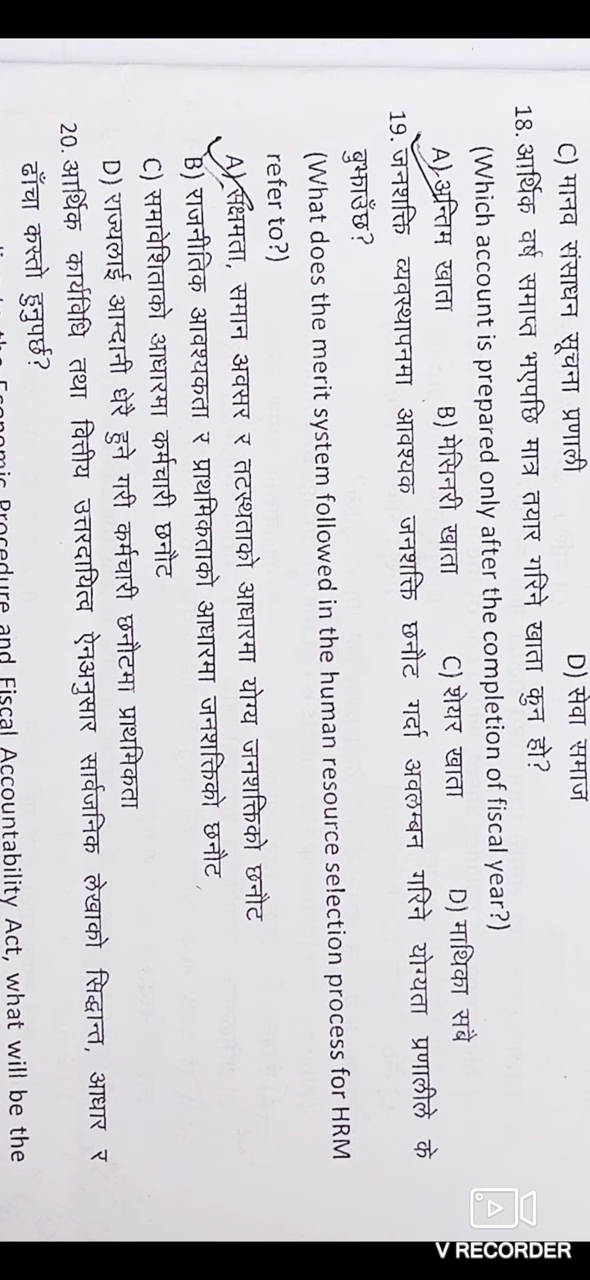 C) मानव संसाधन सूचना प्रणाली D) सेवा समाज
18. आर्थिक वर्ष समाप्त भएपछि मात्र तयार गरिने खाता कुन हो?
(Which account is prepared only after the completion of fiscal year?)
A) अन्तिम खाता B) मेसिनरी खाता C) शेयर खाता D) माथिका सबै
19. जनशक्ति व्यवस्थापनमा आवश्यक जनशक्ति छनौट गर्दा अवलम्बन गरिने योग्यता प्रणालीले के
बुझाउँछ?
(What does the merit system followed in the human resource selection process for HRM
refer to?)
A) सक्षमता, समान अवसर र तटस्थताको आधारमा योग्य जनशक्तिको छनौट
B) राजनीतिक आवश्यकता र प्राथमिकताको आधारमा जनशक्तिको छनौट
C) समावेशिताको आधारमा कर्मचारी छनौट
D) राज्यलाई आम्दानी धेरै हुने गरी कर्मचारी छनौटमा प्राथमिकता
20. आर्थिक कार्यविधि तथा वित्तीय उत्तरदायित्व ऐनअनुसार सार्वजनिक लेखाको सिद्धान्त, आधार र
ढाँचा कस्तो हुनुपर्छ?
the Economic Procedure and Fiscal Accountability Act, what will be the
V RECORDER